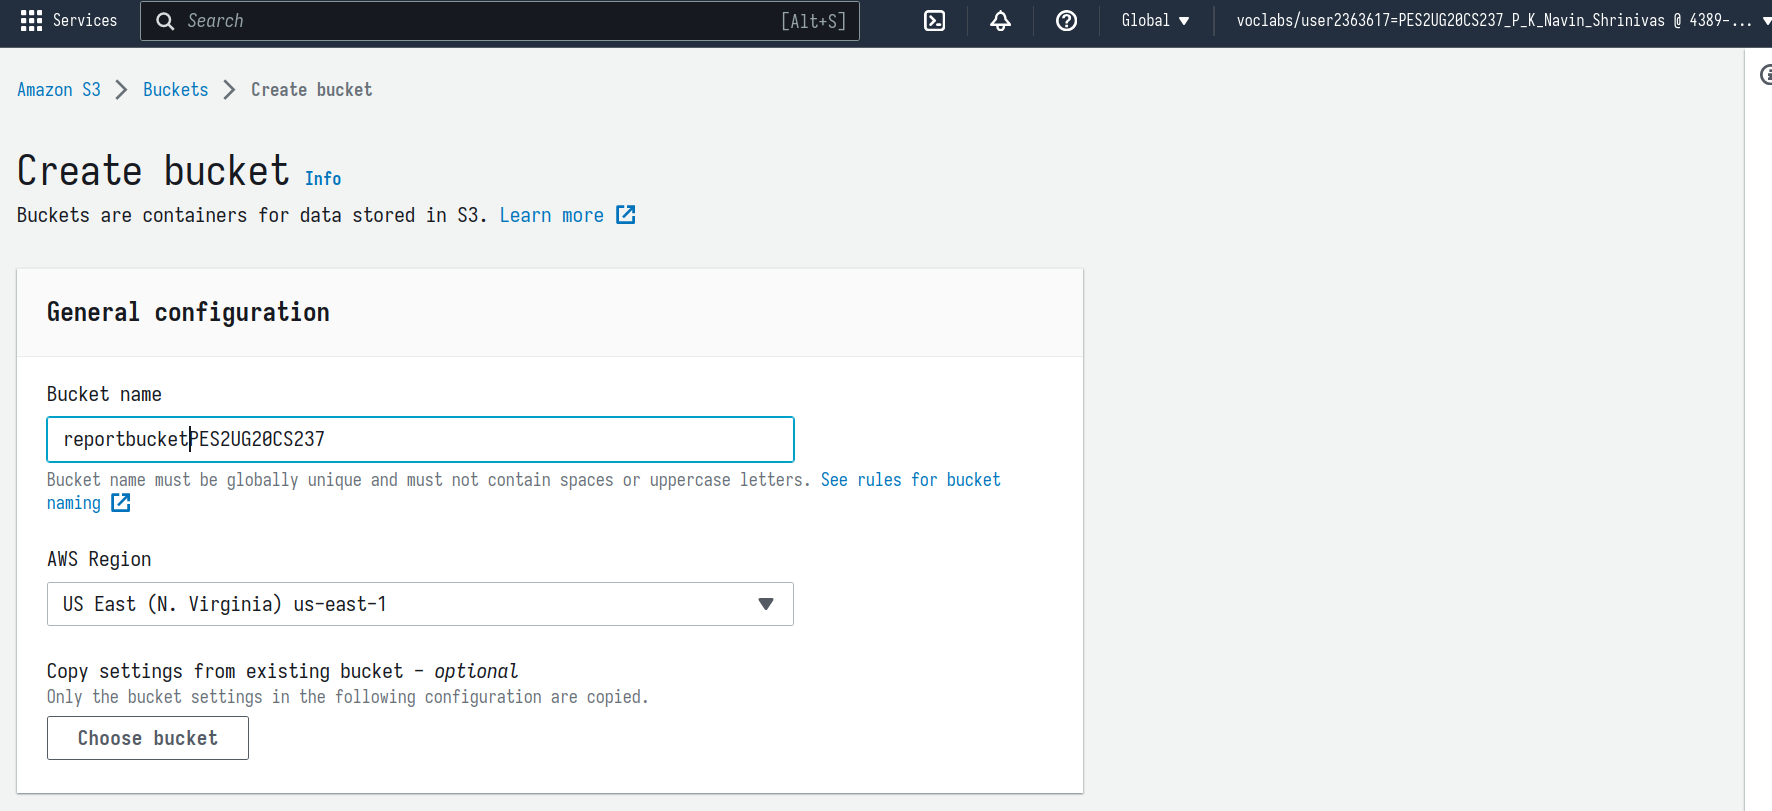 Services Search [Alt+S] Global voclabs/user2363617=PES2UG20CS237_P_K_Navin_Shrinivas @ 4389-...
Amazon S3 Buckets Create bucket
Create bucket Info
Buckets are containers for data stored in S3. Learn more
General configuration
Bucket name
reportbucketPES2UG20CS237
Bucket name must be globally unique and must not contain spaces or uppercase letters. See rules for bucket
naming
AWS Region
US East (N. Virginia) us-east-1
Copy settings from existing bucket - optional
Only the bucket settings in the following configuration are copied.
Choose bucket